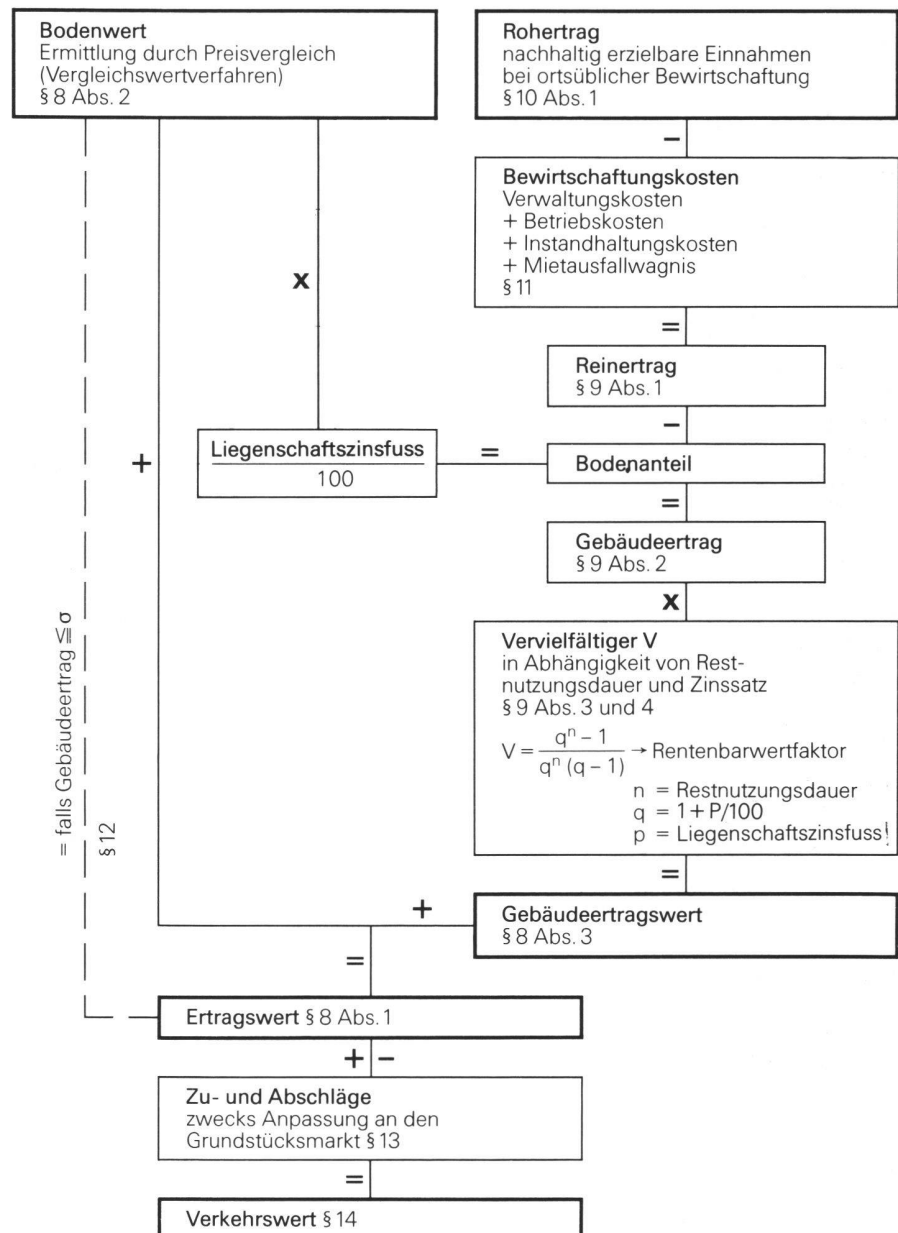 Bodenwert
Ermittlung durch Preisvergleich
(Vergleichswertverfahren)
§ 8 Abs. 2
Rohertrag
nachhaltig erzielbare Einnahmen
bei ortsüblicher Bewirtschaftung
§ 10 Abs. 1
–
Bewirtschaftungskosten
Verwaltungskosten
+ Betriebskosten
+ Instandhaltungskosten
+ Mietausfallwagnis
§ 11
x
=
Reinertrag
§ 9 Abs. 1
–
+
Liegenschaftszinsfuss
100
=
Bodenanteil
=
Gebäudeertrag
§ 9 Abs. 2
x
= falls Gebäudeertrag ≦ σ
§ 12
Vervielfältiger V
in Abhängigkeit von Rest-
nutzungsdauer und Zinssatz
§ 9 Abs. 3 und 4
V = qⁿ – 1 / qⁿ (q – 1) → Rentenbarwertfaktor
n = Restnutzungsdauer
q = 1 + P/100
p = Liegenschaftszinsfuss
=
+
Gebäudeertragswert
§ 8 Abs. 3
=
Ertragswert § 8 Abs. 1
+ –
Zu- und Abschläge
zwecks Anpassung an den
Grundstücksmarkt § 13
=
Verkehrswert § 14